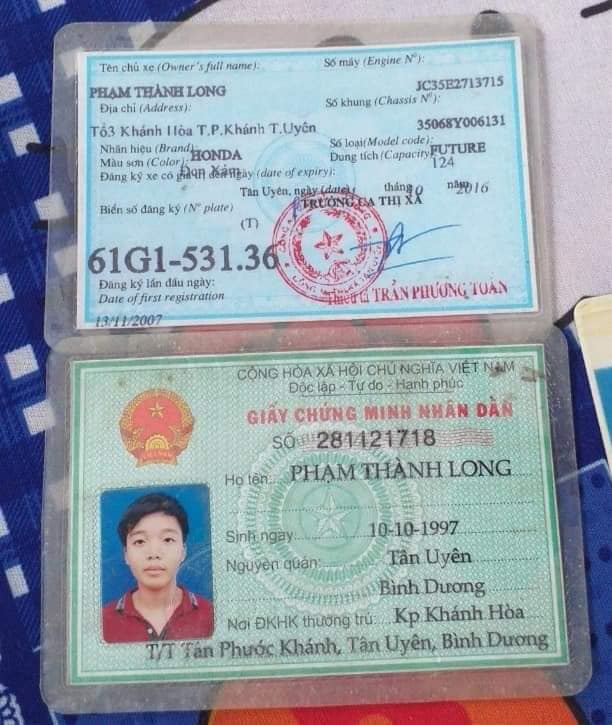 Tên chủ xe (Owner's full name):
Số máy (Engine N°):
PHẠM THÀNH LONG
JC35E2713715
Địa chỉ (Address):
Số khung (Chassis N°):
Tổ3 Khánh Hòa T.P.Khánh T.Uyên
35068Y006131
Nhãn hiệu (Brand)
HONDA
Số loại(Model code):
FUTURE
Màu sơn (Color)
Dung tích (Capacity)
124
Đăng ký xe có giá trị đến ngày (date of expiry):
Tân Uyên, ngày (date) tháng năm 2016
Biển số đăng ký (N° plate)
TRƯỞNG CA THỊ XÃ
(T)
61G1-531.36
Đăng ký lần đầu ngày:
Thiếu tá TRẦN PHƯƠNG TOÀN
Date of first registration
13/11/2007
CỘNG HÒA XÃ HỘI CHỦ NGHĨA VIỆT NAM
Độc lập - Tự do - Hạnh phúc
GIẤY CHỨNG MINH NHÂN DÂN
SỐ 281121718
Họ tên: PHẠM THÀNH LONG
Sinh ngày 10-10-1997
Nguyên quán: Tân Uyên
Bình Dương
Nơi ĐKHK thường trú: Kp Khánh Hòa
T/T Tân Phước Khánh, Tân Uyên, Bình Dương